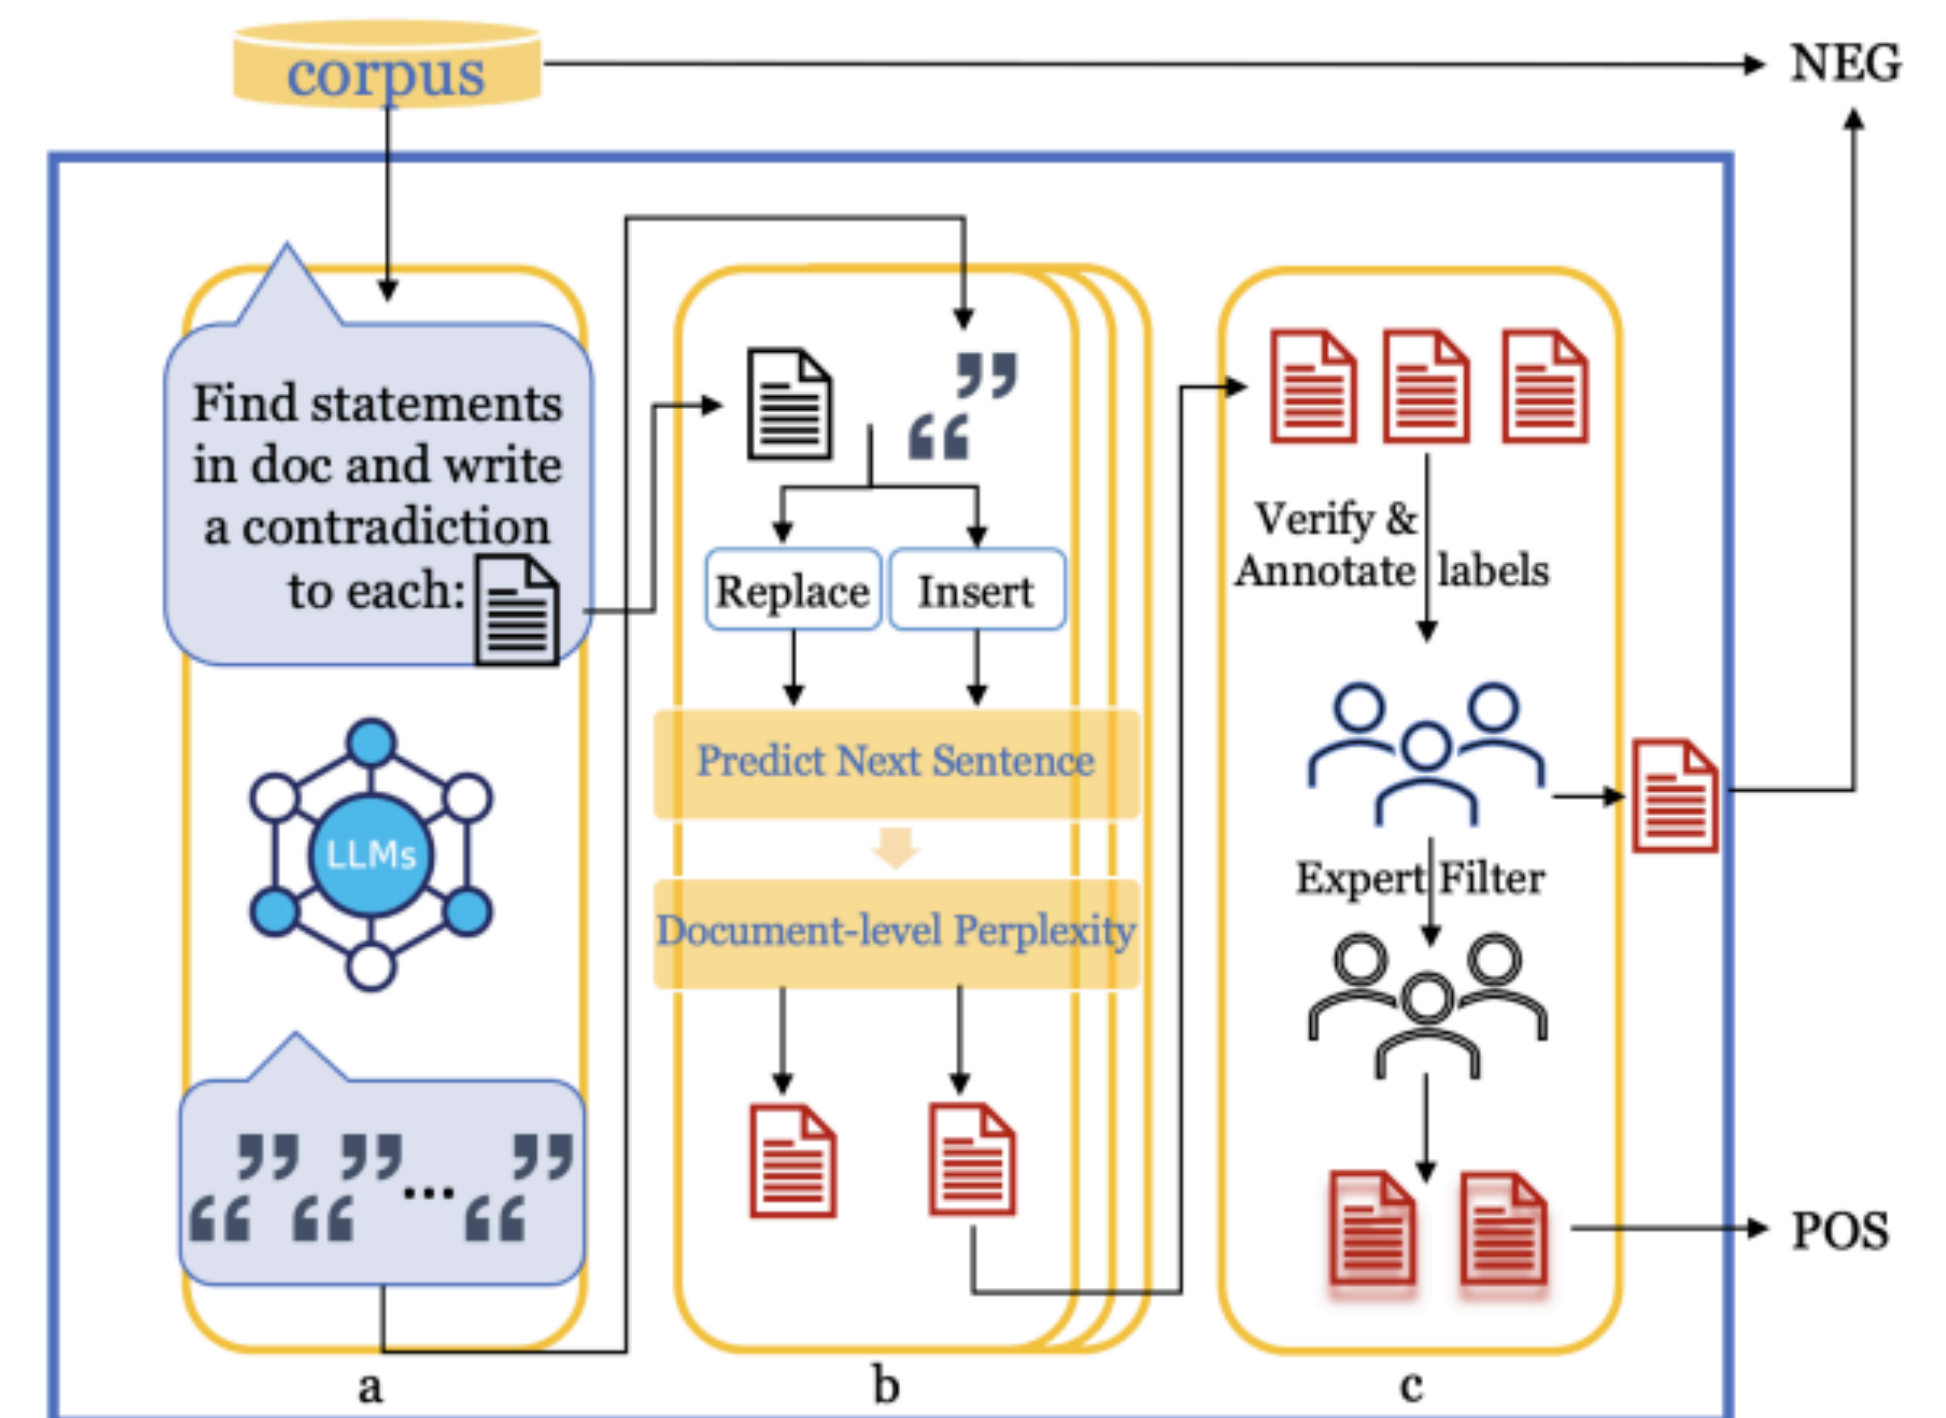 corpus
NEG
Find statements
in doc and write
a contradiction
to each:
LLMs
”
“
Replace
Insert
Predict Next Sentence
Document-level Perplexity
Verify &
Annotate labels
Expert Filter
POS
” ” ”
“ “ ... “
a
b
c